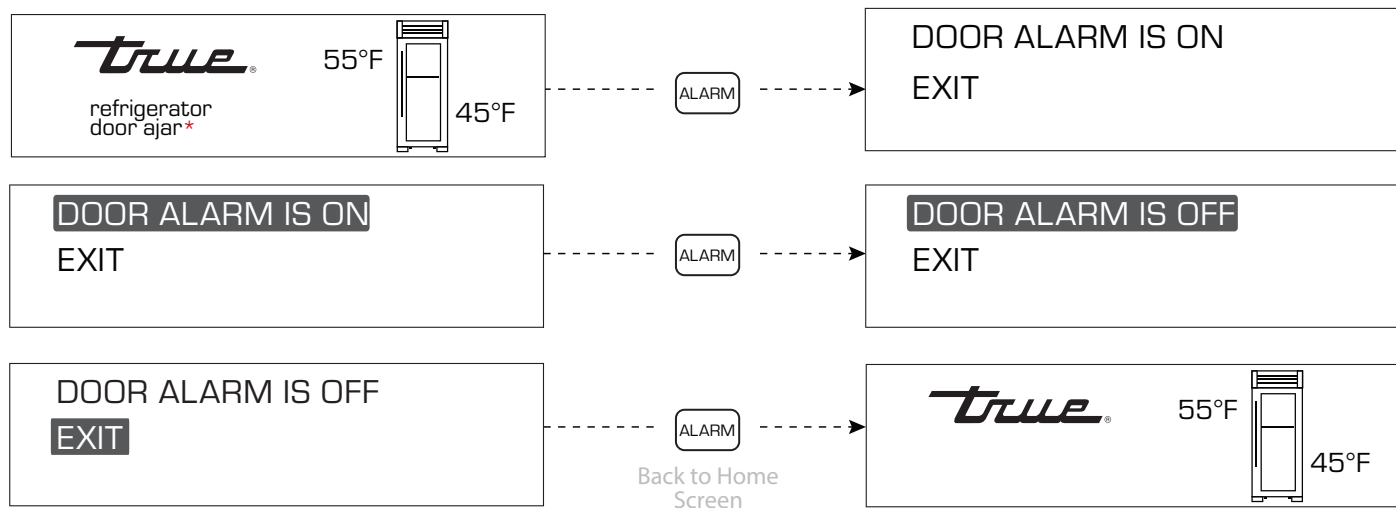 true®
refrigerator
door ajar*
55°F
45°F
ALARM
DOOR ALARM IS ON
EXIT
DOOR ALARM IS ON
EXIT
ALARM
DOOR ALARM IS OFF
EXIT
DOOR ALARM IS OFF
EXIT
ALARM
Back to Home
Screen
true®
55°F
45°F